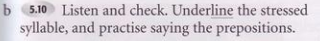 b 5.10 Listen and check. Underline the stressed
syllable, and practise saying the prepositions.